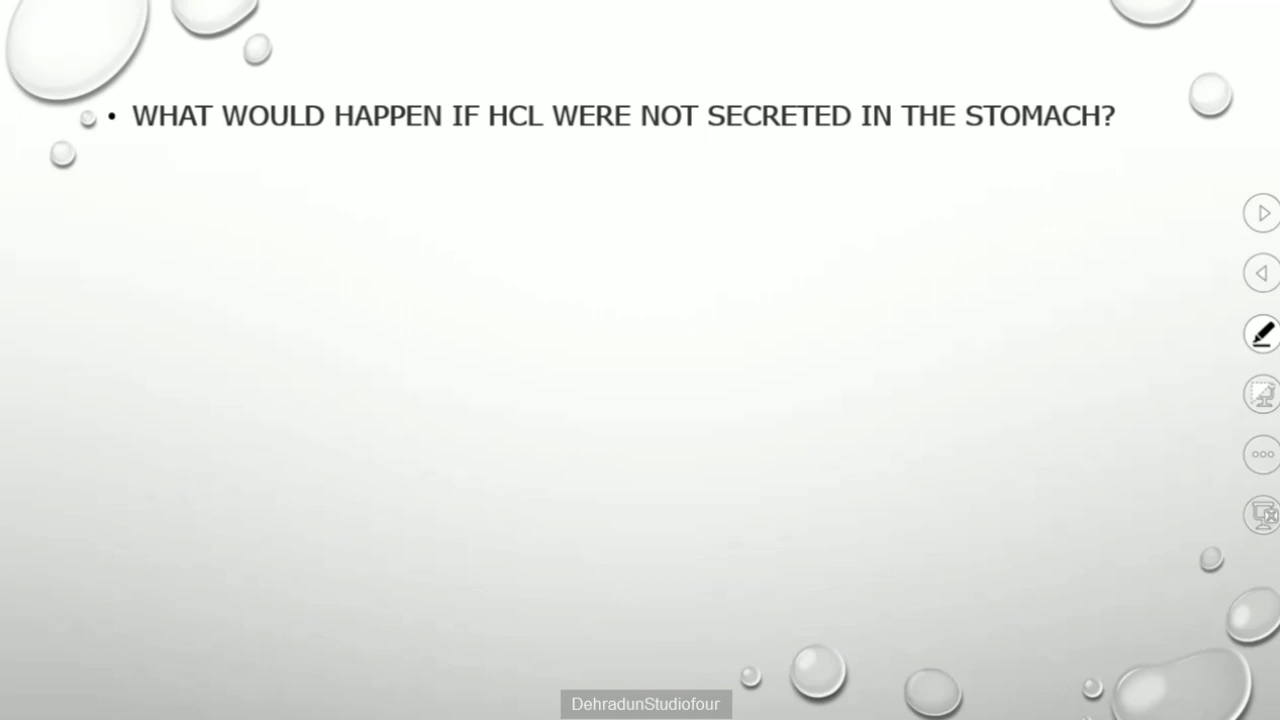 • WHAT WOULD HAPPEN IF HCL WERE NOT SECRETED IN THE STOMACH?
DehradunStudiofour